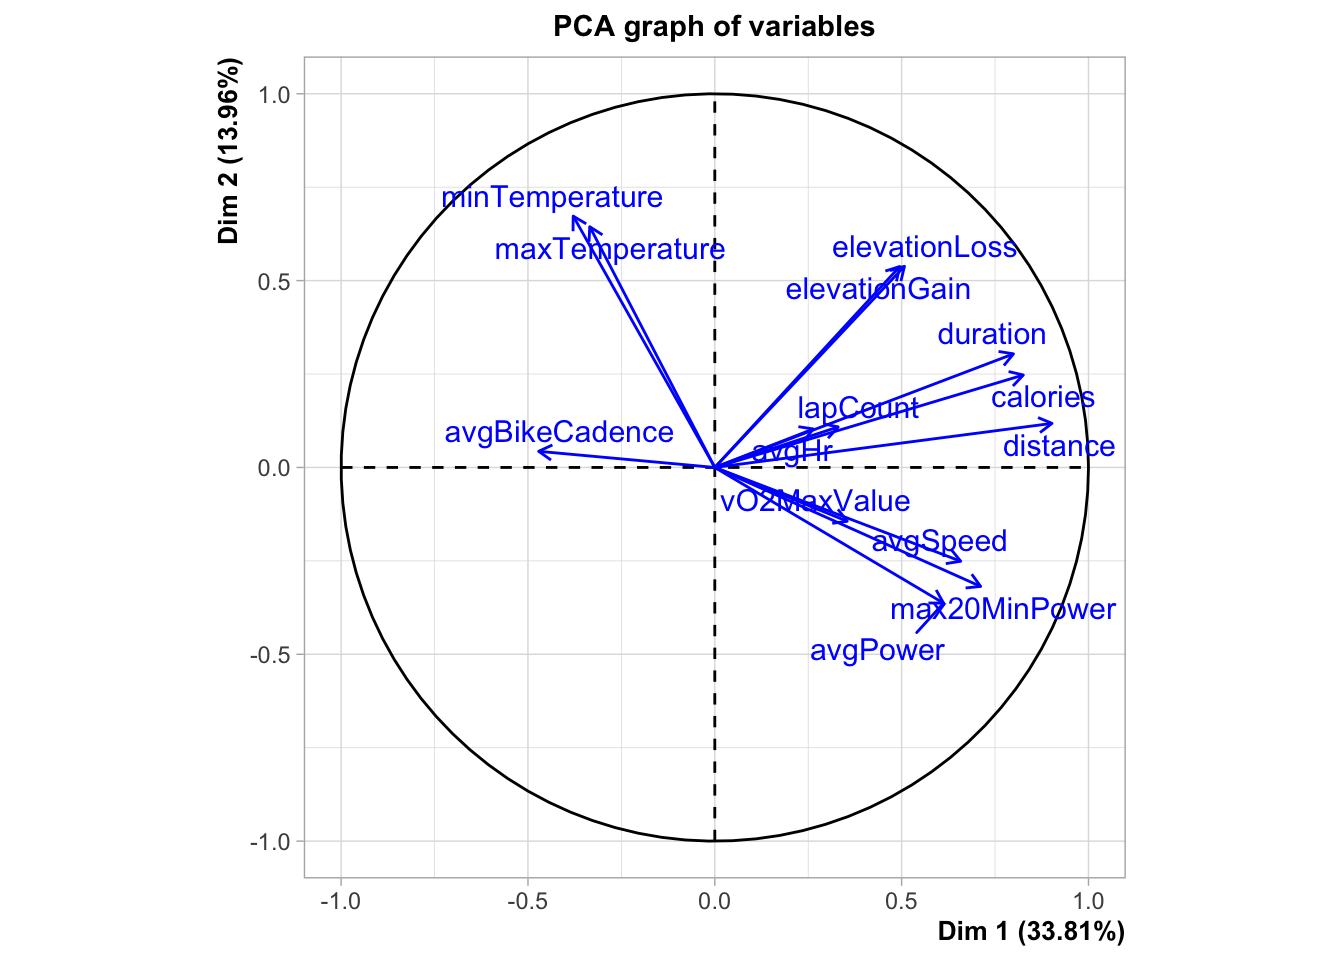 PCA graph of variables
Dim 2 (13.96%)
1.0
0.5
0.0
-0.5
-1.0
minTemperature
maxTemperature
elevationLoss
elevationGain
duration
calories
lapCount
distance
avgHr
avgBikeCadence
vO2MaxValue
avgSpeed
max20MinPower
avgPower
-1.0 -0.5 0.0 0.5 1.0
Dim 1 (33.81%)